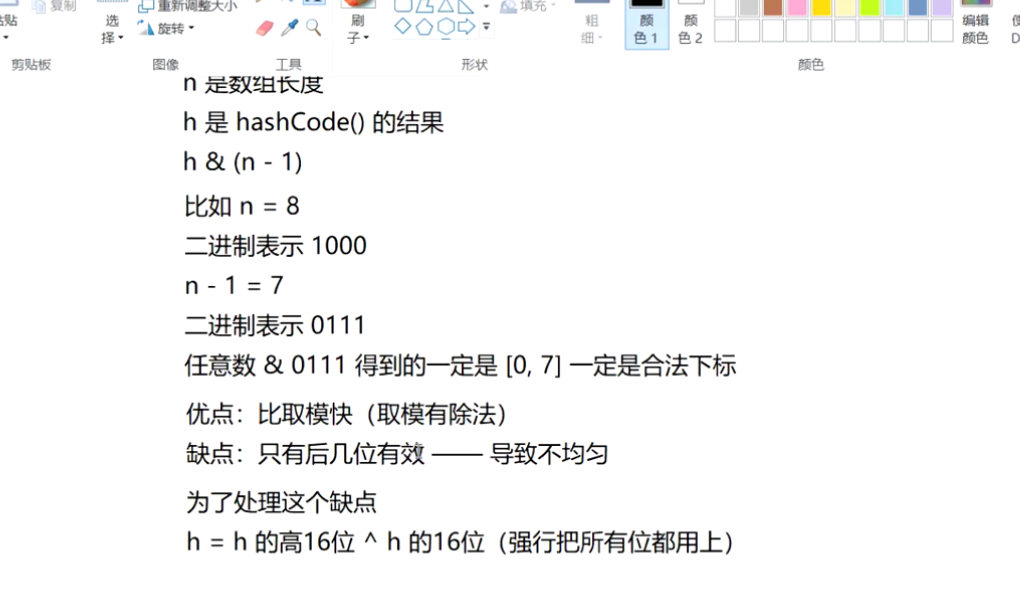 复制
重新调整大小
旋转
选
择
刷
子
填充
粗
细
颜
色 1
颜
色 2
编辑
颜色
剪贴板
图像
工具
形状
颜色
n 是数组长度
h 是 hashCode() 的结果
h & (n - 1)
比如 n = 8
二进制表示 1000
n - 1 = 7
二进制表示 0111
任意数 & 0111 得到的一定是 [0, 7] 一定是合法下标
优点：比取模快（取模有除法）
缺点：只有后几位有效 —— 导致不均匀
为了处理这个缺点
h = h 的高16位 ^ h 的16位（强行把所有位都用上）